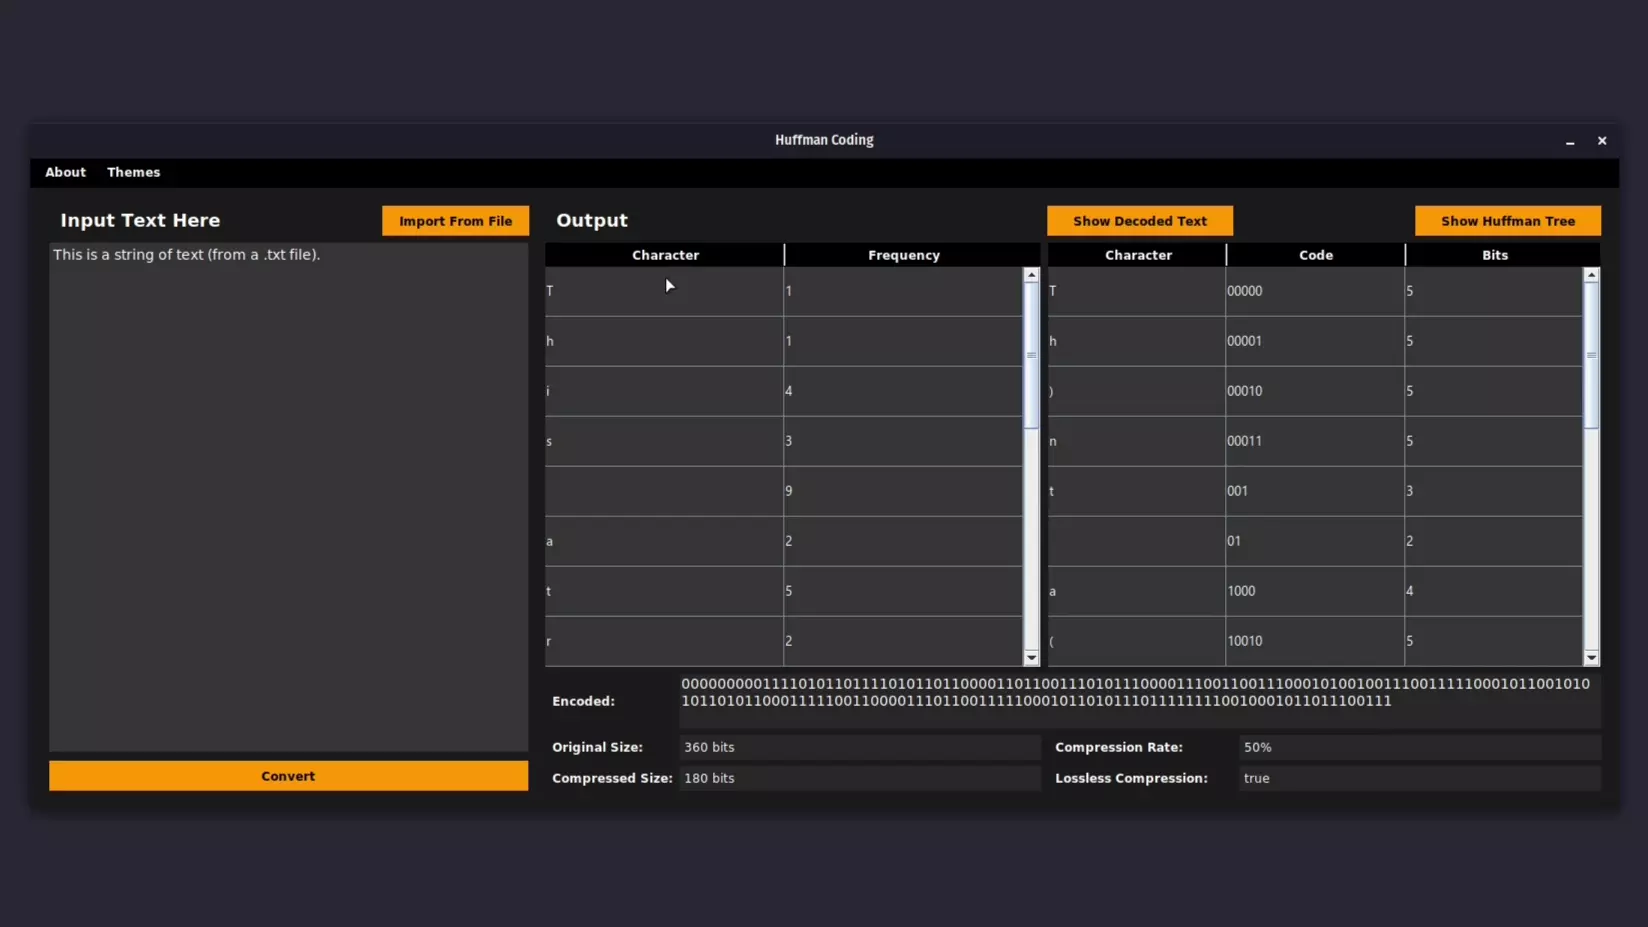 Huffman Coding
About Themes
Input Text Here
Import From File
This is a string of text (from a .txt file).
Convert
Output
Show Decoded Text
Show Huffman Tree
Character Frequency
T 1
h 1
i 4
s 3
9
a 2
t 5
r 2
Character Code Bits
T 00000 5
h 00001 5
) 00010 5
n 00011 5
t 001 3
01 2
a 1000 4
( 10010 5
Encoded:
Original Size: 360 bits
Compression Rate: 50%
Compressed Size: 180 bits
Lossless Compression: true